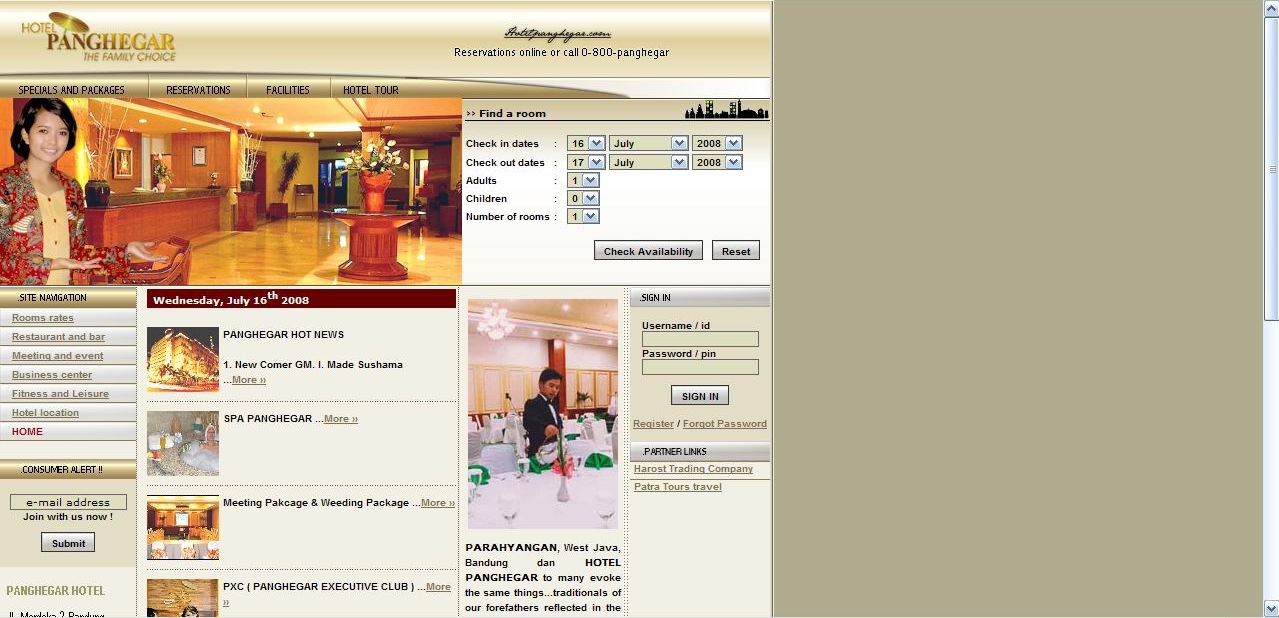 HOTEL
PANGHEGAR
THE FAMILY CHOICE
Hotelpanghegar.com
Reservations online or call 0-800-panghegar
SPECIALS AND PACKAGES
RESERVATIONS
FACILITIES
HOTEL TOUR
>> Find a room
Check in dates : 16 July 2008
Check out dates : 17 July 2008
Adults : 1
Children : 0
Number of rooms : 1
Check Availability
Reset
.SITE NAVIGATION
Rooms rates
Restaurant and bar
Meeting and event
Business center
Fitness and Leisure
Hotel location
HOME
.CONSUMER ALERT !!
e-mail address
Join with us now !
Submit
PANGHEGAR HOTEL
Jl. Merdeka 2 Bandung
Wednesday, July 16th 2008
PANGHEGAR HOT NEWS
1. New Comer GM. I. Made Sushama
...More ››
SPA PANGHEGAR ...More ››
Meeting Pakcage & Weeding Package ...More ››
PXC ( PANGHEGAR EXECUTIVE CLUB ) ...More
››
PARAHYANGAN, West Java,
Bandung dan HOTEL
PANGHEGAR to many evoke
the same things...traditionals of
our forefathers reflected in the
.SIGN IN
Username / id
Password / pin
SIGN IN
Register / Forgot Password
.PARTNER LINKS
Harost Trading Company
Patra Tours travel